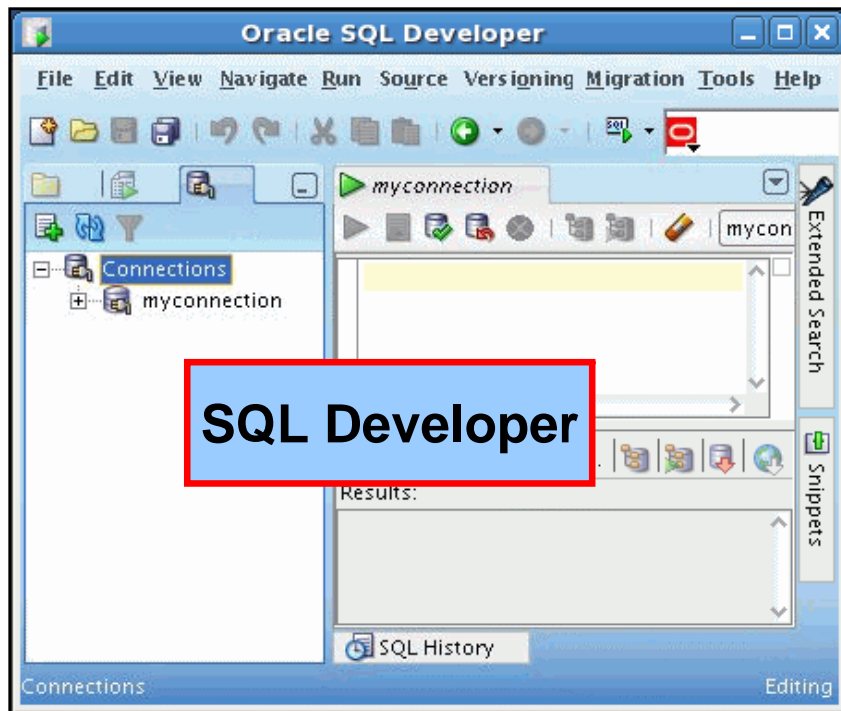 Oracle SQL Developer
File Edit View Navigate Run Source Versioning Migration Tools Help
SQL
myconnection
mycon
Connections
myconnection
SQL Developer
Results:
SQL History
Extended Search
Snippets
Connections
Editing